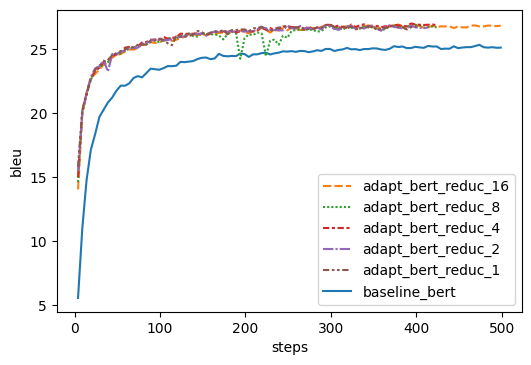 25
20
15
10
5
bleu
0
100
200
300
400
500
steps
adapt_bert_reduc_16
adapt_bert_reduc_8
adapt_bert_reduc_4
adapt_bert_reduc_2
adapt_bert_reduc_1
baseline_bert